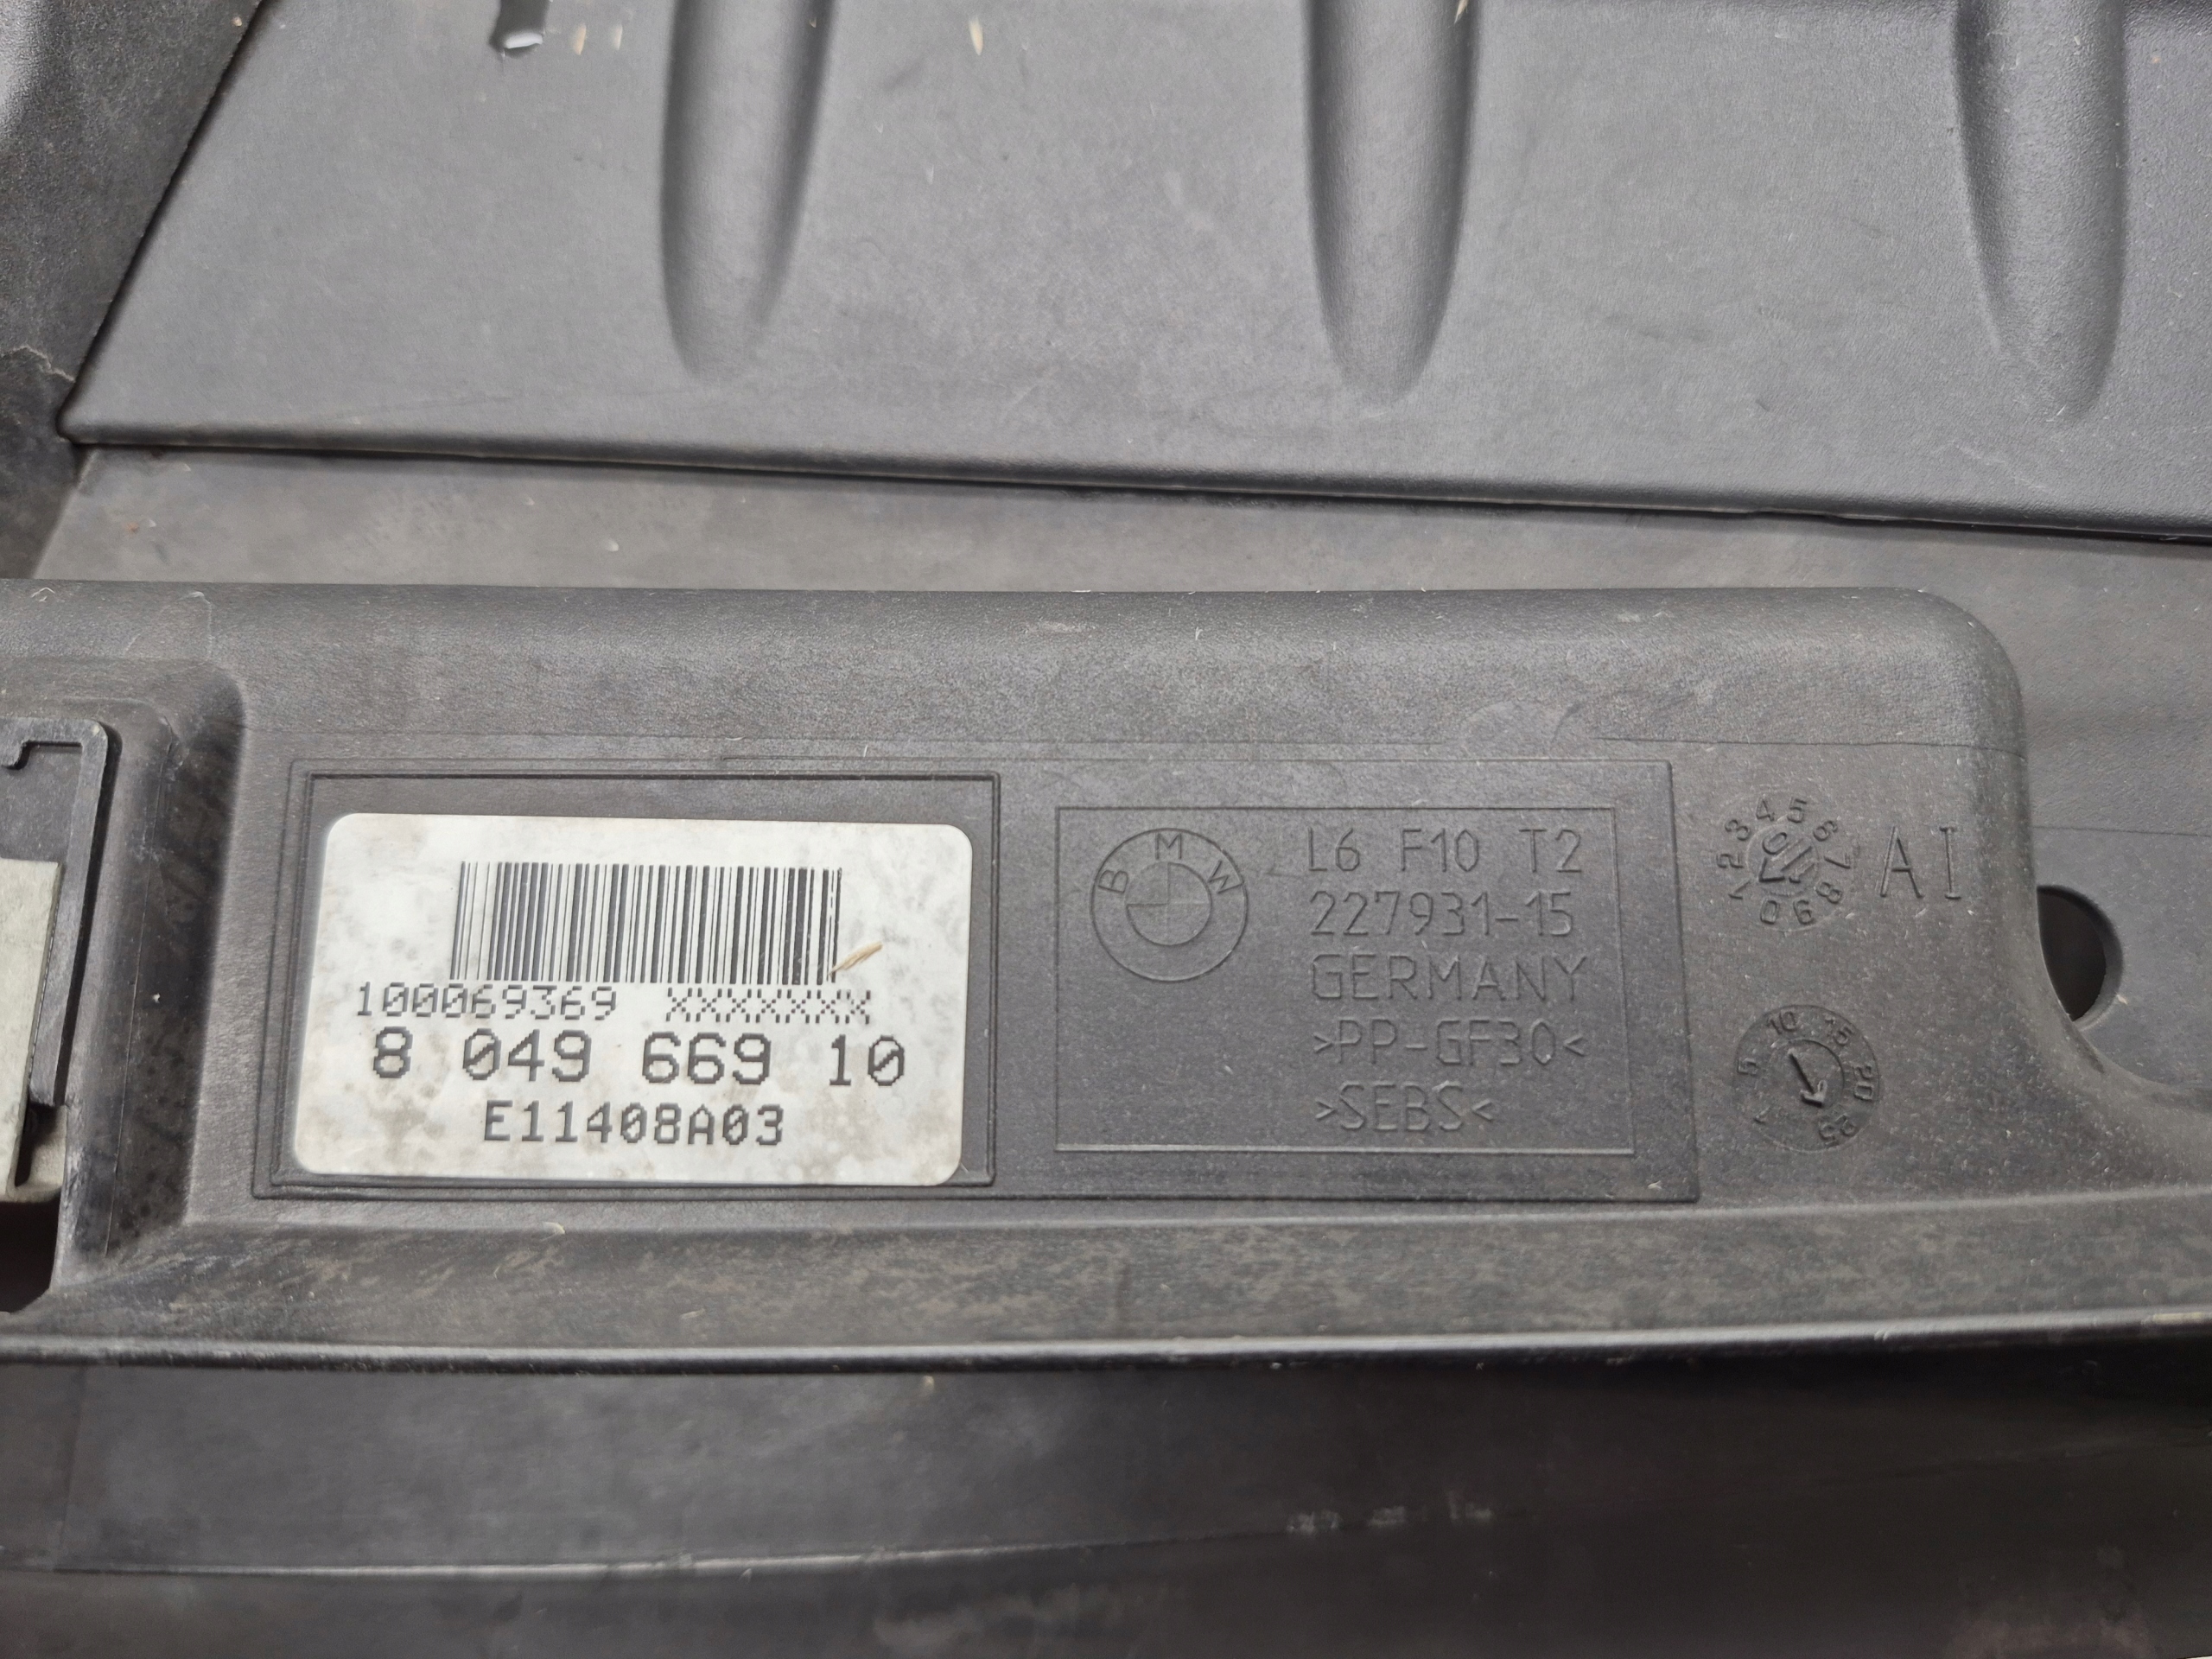 100069369 XXXXXXX
8 049 669 10
E11408A03
BMW
L6 F10 T2
227931-15
GERMANY
>PP-GF30<
>SEBS<
1 2 3 4 5 6 7 8 9 0
AI
5 10 15 20 25